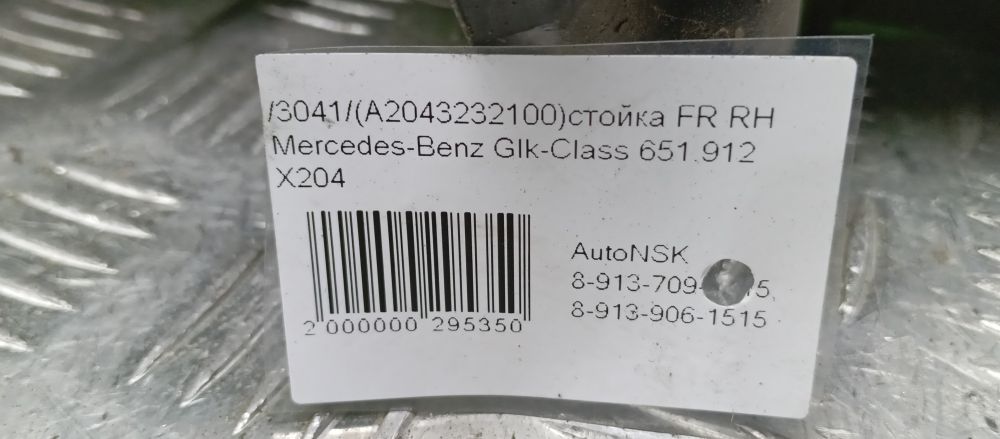 /3041/(A2043232100)стойка FR RH
Mercedes-Benz Glk-Class 651.912
X204
AutoNSK
8-913-906-1515
2 000000 295350